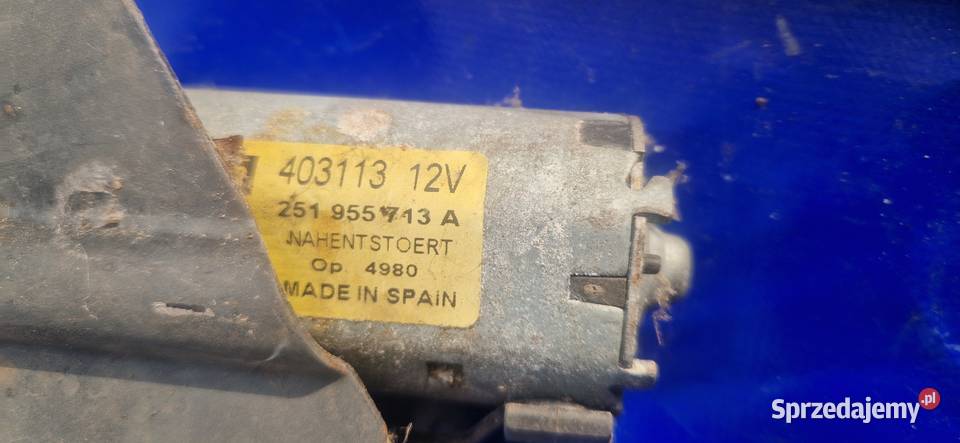 403113 12V
251 955 713 A
NAHENTSTOERT
Op. 4980
MADE IN SPAIN
Sprzedajemy.pl